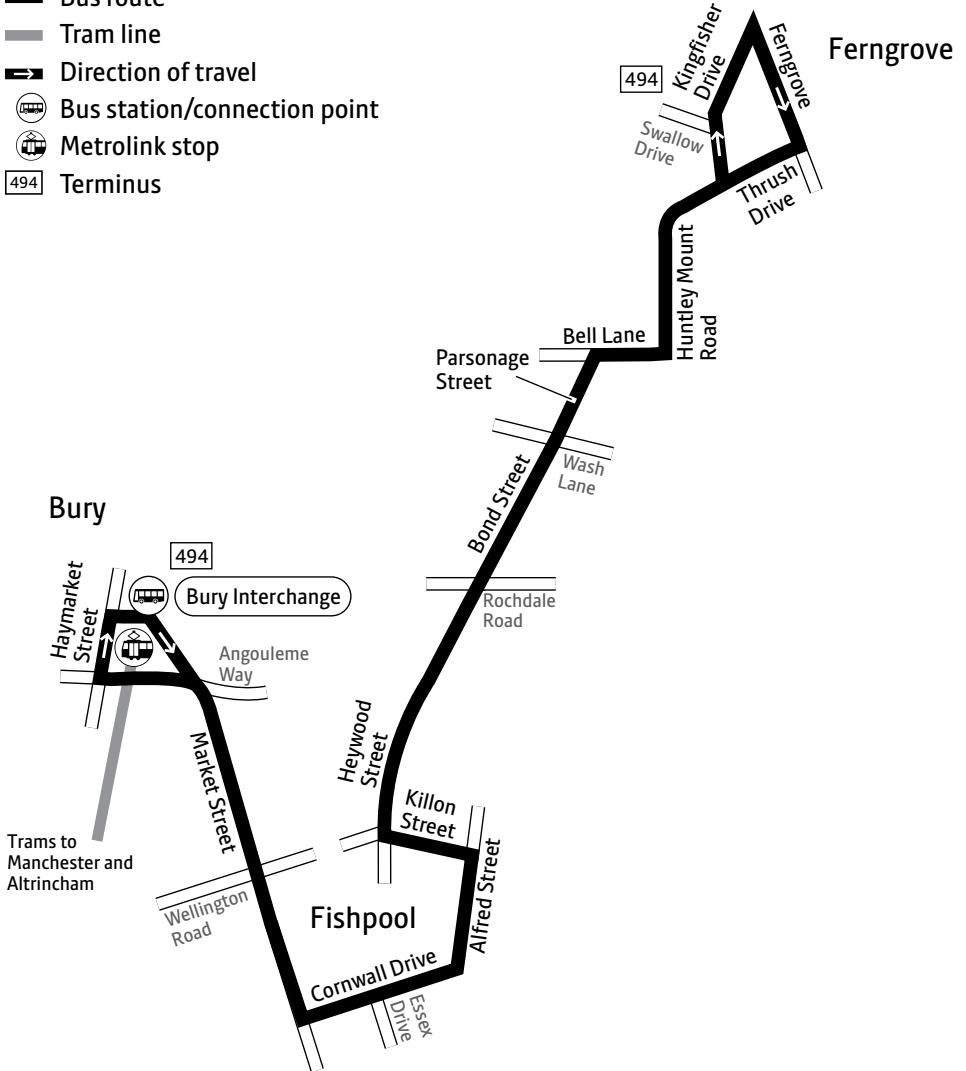 Bus route
Tram line
Direction of travel
Bus station/connection point
Metrolink stop
494 Terminus
Ferngrove
494
Kingfisher
Drive
Ferngrove
Swallow
Drive
Thrush
Drive
Huntley Mount
Road
Bell Lane
Parsonage
Street
Wash
Lane
Bond Street
Bury
494
Bury Interchange
Haymarket
Street
Rochdale
Road
Angouleme
Way
Market Street
Heywood
Street
Killon
Street
Trams to
Manchester and
Altrincham
Wellington
Road
Fishpool
Alfred Street
Cornwall Drive
Essex
Drive